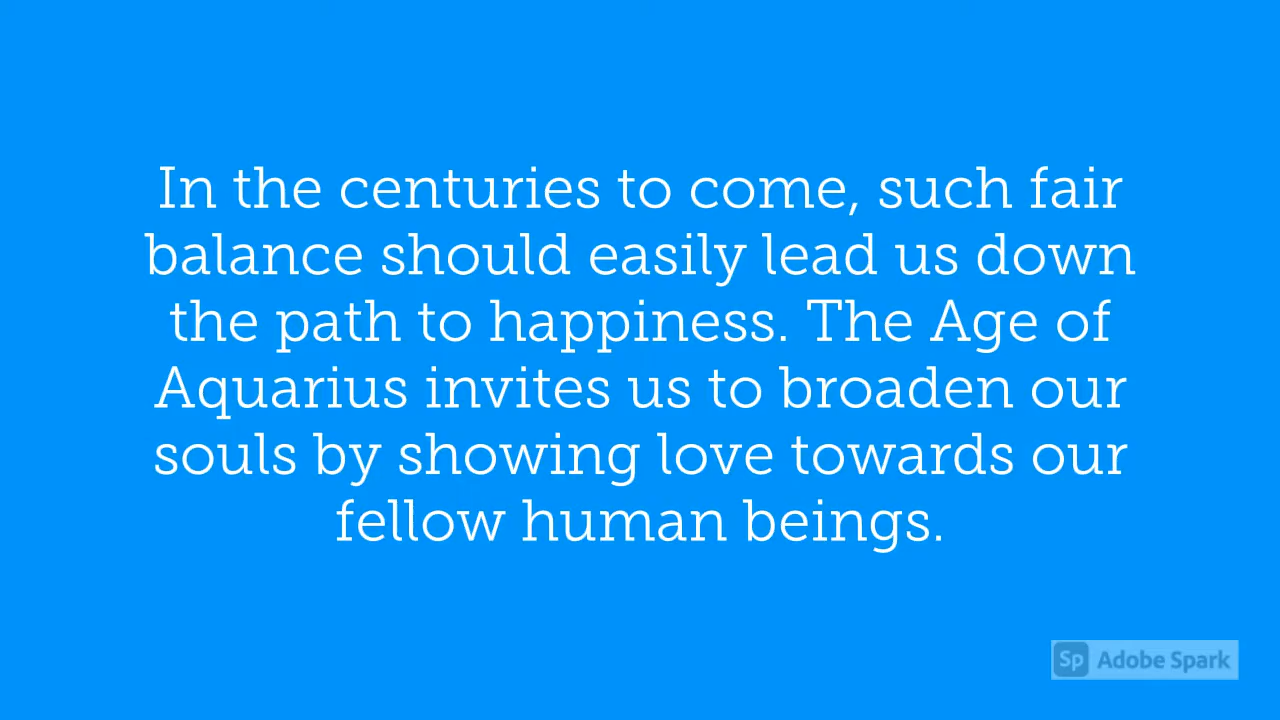 In the centuries to come, such fair
balance should easily lead us down
the path to happiness. The Age of
Aquarius invites us to broaden our
souls by showing love towards our
fellow human beings.
Sp Adobe Spark